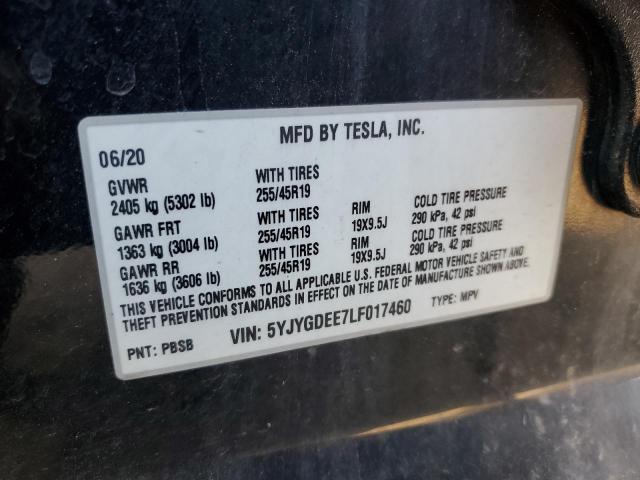 MFD BY TESLA, INC.
06/20
GVWR WITH TIRES
2405 kg (5302 lb) 255/45R19
GAWR FRT WITH TIRES RIM COLD TIRE PRESSURE
1363 kg (3004 lb) 255/45R19 19X9.5J 290 kPa, 42 psi
GAWR RR WITH TIRES RIM COLD TIRE PRESSURE
1636 kg (3606 lb) 255/45R19 19X9.5J 290 kPa, 42 psi
THIS VEHICLE CONFORMS TO ALL APPLICABLE U.S. FEDERAL MOTOR VEHICLE SAFETY AND
THEFT PREVENTION STANDARDS IN EFFECT ON THE DATE OF MANUFACTURE SHOWN ABOVE.
PNT: PBSB VIN: 5YJYGDEE7LF017460 TYPE: MPV